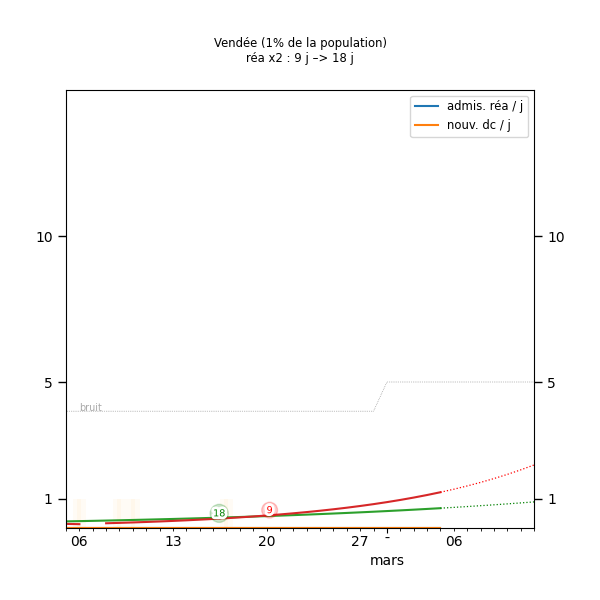 Vendée (1% de la population)
réa x2 : 9 j –> 18 j
admis. réa / j
nouv. dc / j
10
10
5
5
bruit
1
1
18
9
06
13
20
27
-
06
mars